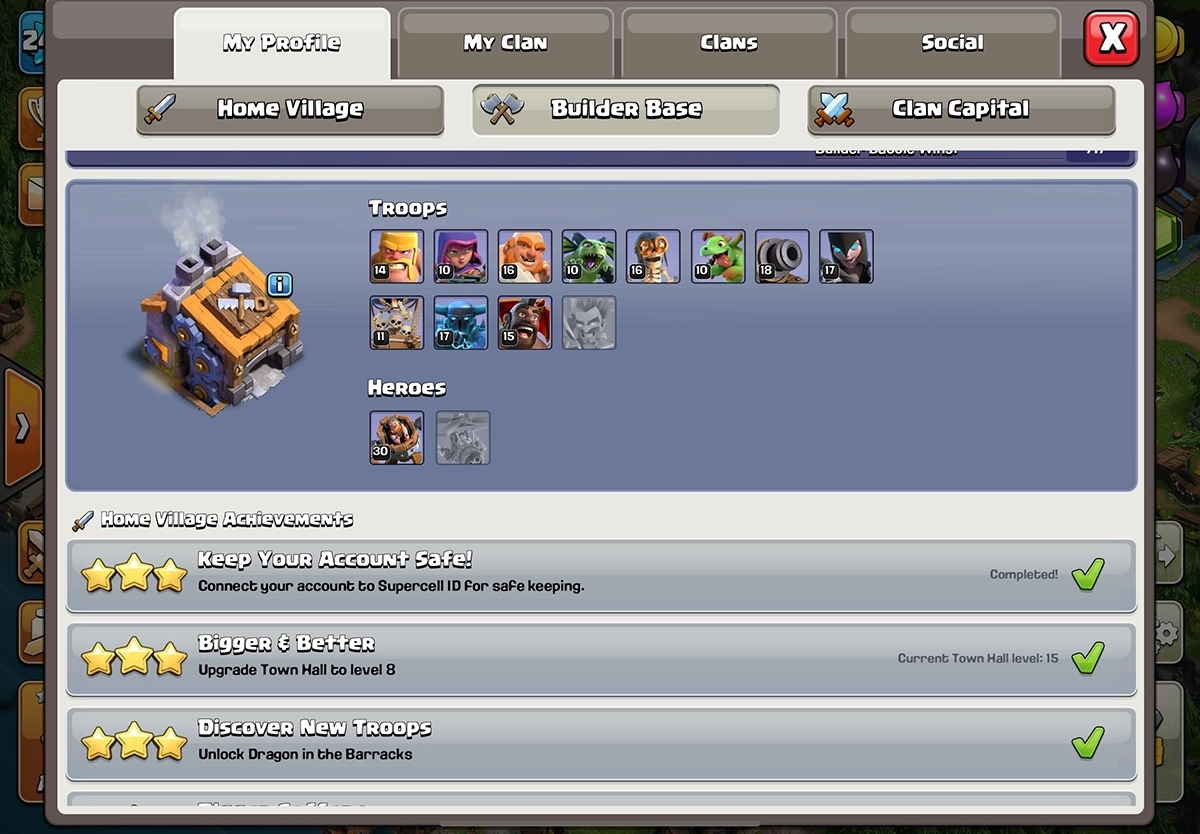 24
My Profile
My Clan
Clans
Social
X
Home Village
Builder Base
Clan Capital
Troops
14 10 16 10 16 10 18 17
11 17 15
Heroes
30
i
Home Village Achievements
Keep Your Account Safe!
Connect your account to Supercell ID for safe keeping.
Completed!
Bigger & Better
Upgrade Town Hall to level 8
Current Town Hall level: 15
Discover New Troops
Unlock Dragon in the Barracks